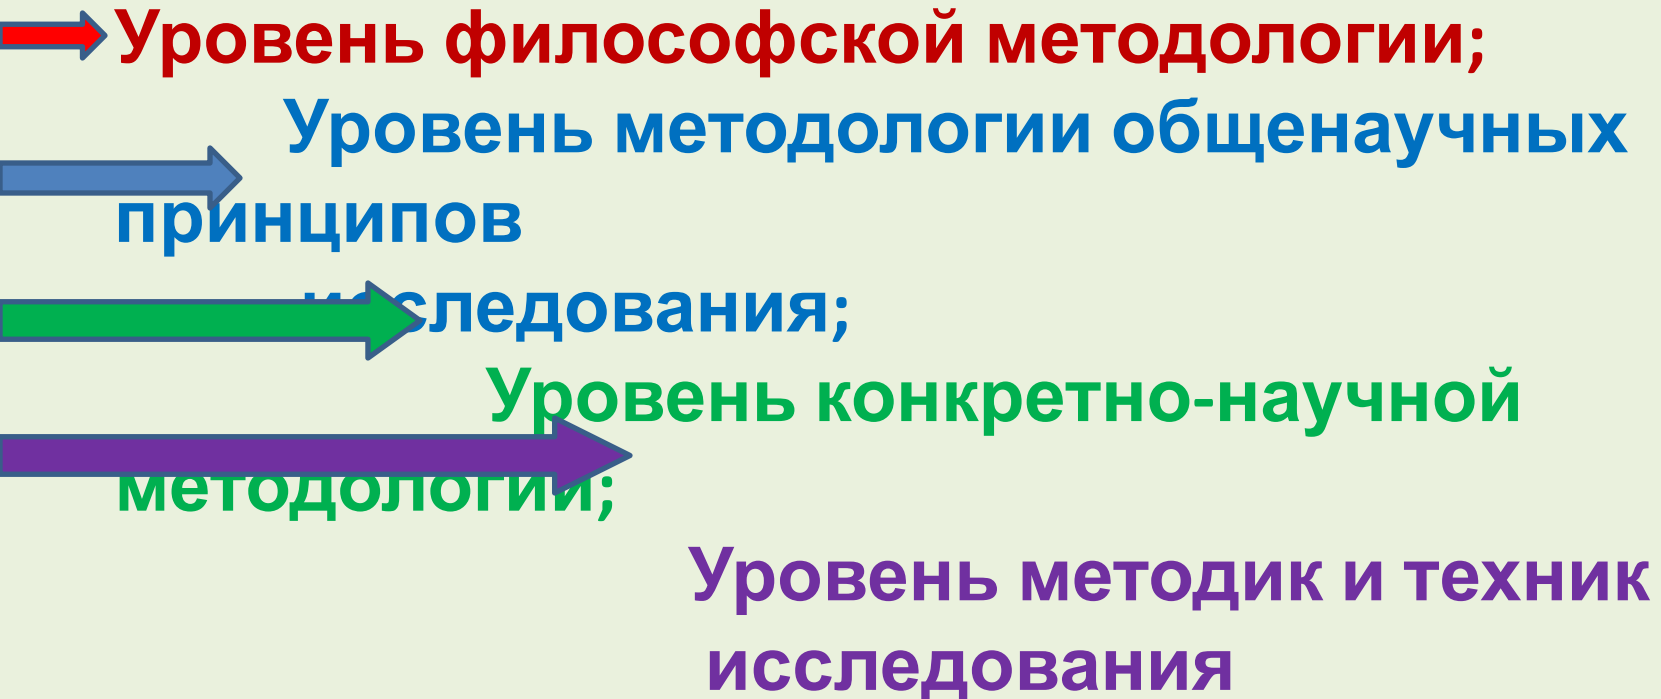 Уровень философской методологии;
Уровень методологии общенаучных
принципов
исследования;
Уровень конкретно-научной
методологии;
Уровень методик и техник
исследования